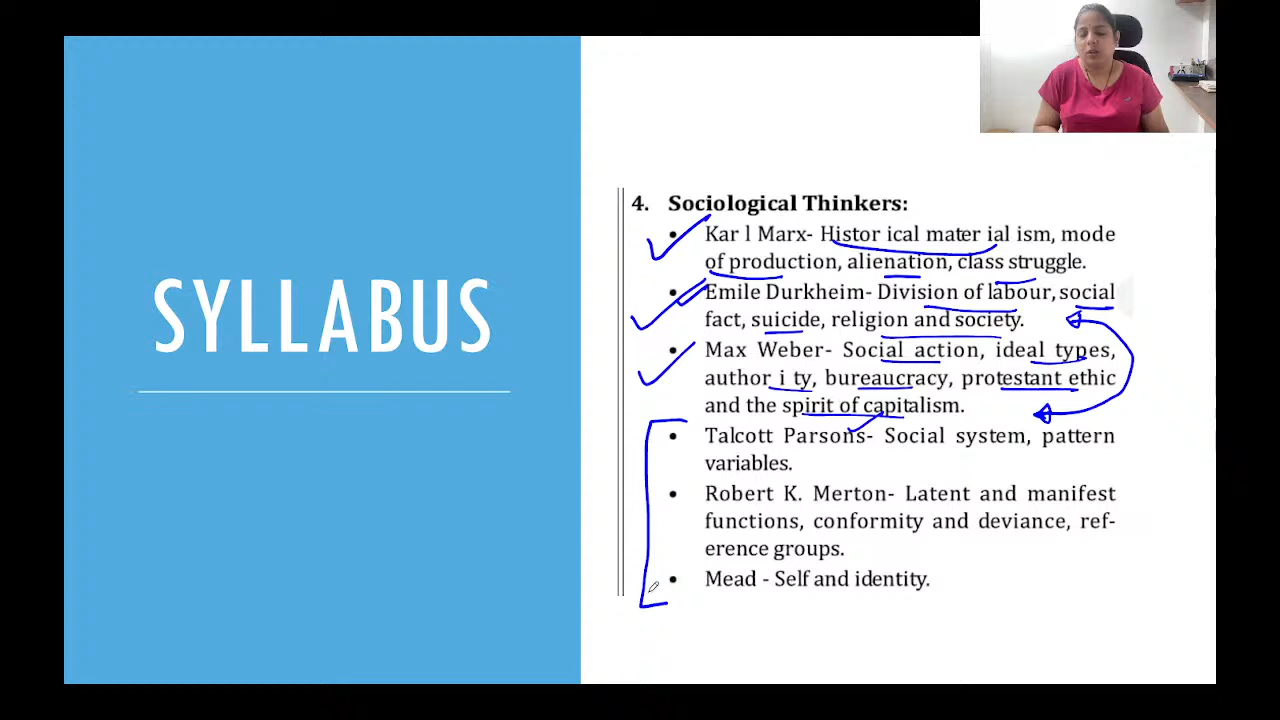 SYLLABUS
4. Sociological Thinkers:
• Kar l Marx- Histor ical mater ial ism, mode
of production, alienation, class struggle.
• Emile Durkheim- Division of labour, social
fact, suicide, religion and society.
• Max Weber- Social action, ideal types,
author i ty, bureaucracy, protestant ethic
and the spirit of capitalism.
• Talcott Parsons- Social system, pattern
variables.
• Robert K. Merton- Latent and manifest
functions, conformity and deviance, ref-
erence groups.
• Mead - Self and identity.